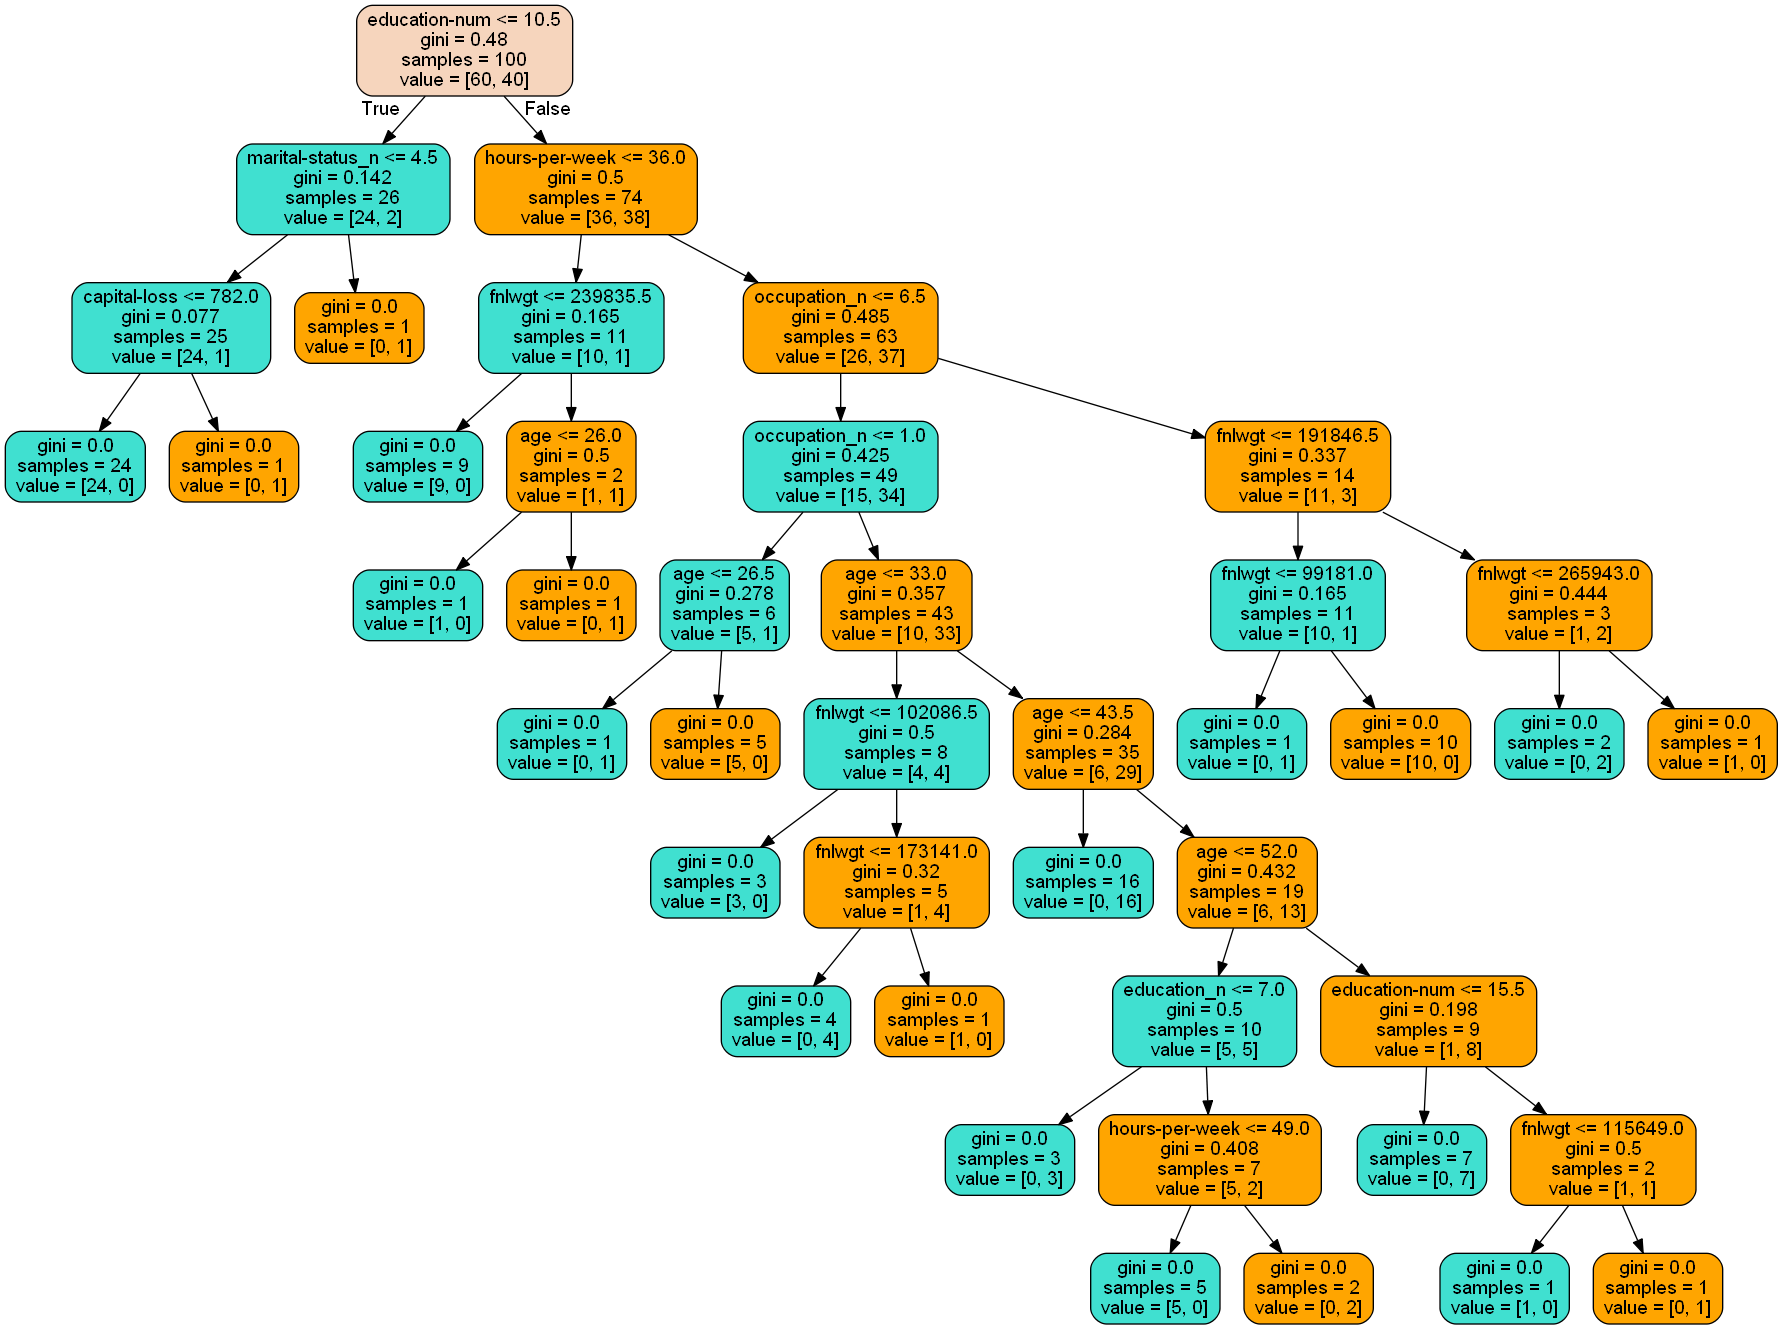 education-num <= 10.5
gini = 0.48
samples = 100
value = [60, 40]
True
False
marital-status_n <= 4.5
gini = 0.142
samples = 26
value = [24, 2]
hours-per-week <= 36.0
gini = 0.5
samples = 74
value = [36, 38]
capital-loss <= 782.0
gini = 0.077
samples = 25
value = [24, 1]
gini = 0.0
samples = 1
value = [0, 1]
fnlwgt <= 239835.5
gini = 0.165
samples = 11
value = [10, 1]
occupation_n <= 6.5
gini = 0.485
samples = 63
value = [26, 37]
gini = 0.0
samples = 24
value = [24, 0]
gini = 0.0
samples = 1
value = [0, 1]
gini = 0.0
samples = 9
value = [9, 0]
age <= 26.0
gini = 0.5
samples = 2
value = [1, 1]
occupation_n <= 1.0
gini = 0.425
samples = 49
value = [15, 34]
fnlwgt <= 191846.5
gini = 0.337
samples = 14
value = [11, 3]
gini = 0.0
samples = 1
value = [1, 0]
gini = 0.0
samples = 1
value = [0, 1]
age <= 26.5
gini = 0.278
samples = 6
value = [5, 1]
age <= 33.0
gini = 0.357
samples = 43
value = [10, 33]
fnlwgt <= 99181.0
gini = 0.165
samples = 11
value = [10, 1]
fnlwgt <= 265943.0
gini = 0.444
samples = 3
value = [1, 2]
gini = 0.0
samples = 1
value = [0, 1]
gini = 0.0
samples = 5
value = [5, 0]
fnlwgt <= 102086.5
gini = 0.5
samples = 8
value = [4, 4]
age <= 43.5
gini = 0.284
samples = 35
value = [6, 29]
gini = 0.0
samples = 1
value = [0, 1]
gini = 0.0
samples = 10
value = [10, 0]
gini = 0.0
samples = 2
value = [0, 2]
gini = 0.0
samples = 1
value = [1, 0]
gini = 0.0
samples = 3
value = [3, 0]
fnlwgt <= 173141.0
gini = 0.32
samples = 5
value = [1, 4]
gini = 0.0
samples = 16
value = [0, 16]
age <= 52.0
gini = 0.432
samples = 19
value = [6, 13]
gini = 0.0
samples = 4
value = [0, 4]
gini = 0.0
samples = 1
value = [1, 0]
education_n <= 7.0
gini = 0.5
samples = 10
value = [5, 5]
education-num <= 15.5
gini = 0.198
samples = 9
value = [1, 8]
gini = 0.0
samples = 3
value = [0, 3]
hours-per-week <= 49.0
gini = 0.408
samples = 7
value = [5, 2]
gini = 0.0
samples = 7
value = [0, 7]
fnlwgt <= 115649.0
gini = 0.5
samples = 2
value = [1, 1]
gini = 0.0
samples = 5
value = [5, 0]
gini = 0.0
samples = 2
value = [0, 2]
gini = 0.0
samples = 1
value = [1, 0]
gini = 0.0
samples = 1
value = [0, 1]